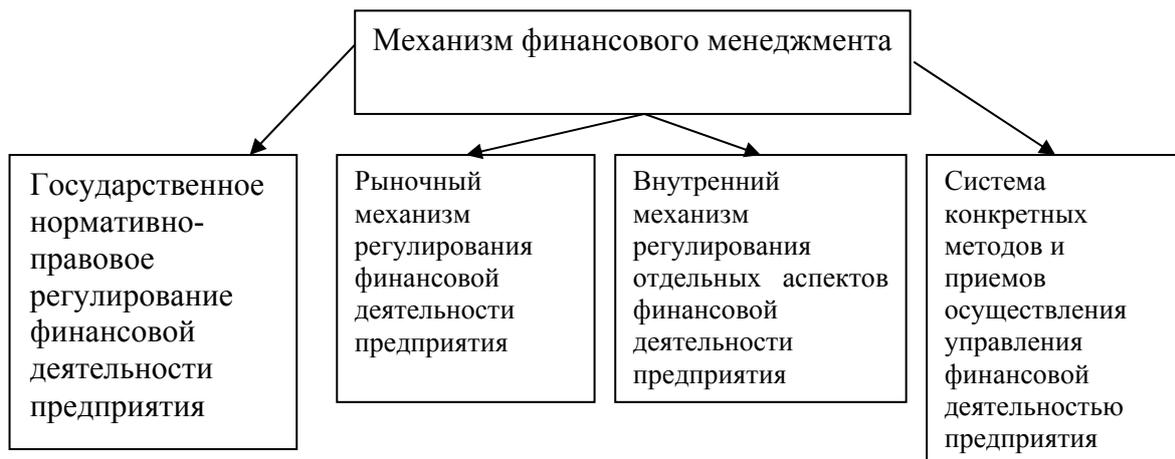 Механизм финансового менеджмента
Государственное
нормативно-
правовое
регулирование
финансовой
деятельности
предприятия
Рыночный
механизм
регулирования
финансовой
деятельности
предприятия
Внутренний
механизм
регулирования
отдельных аспектов
финансовой
деятельности
предприятия
Система
конкретных
методов и
приемов
осуществления
управления
финансовой
деятельностью
предприятия